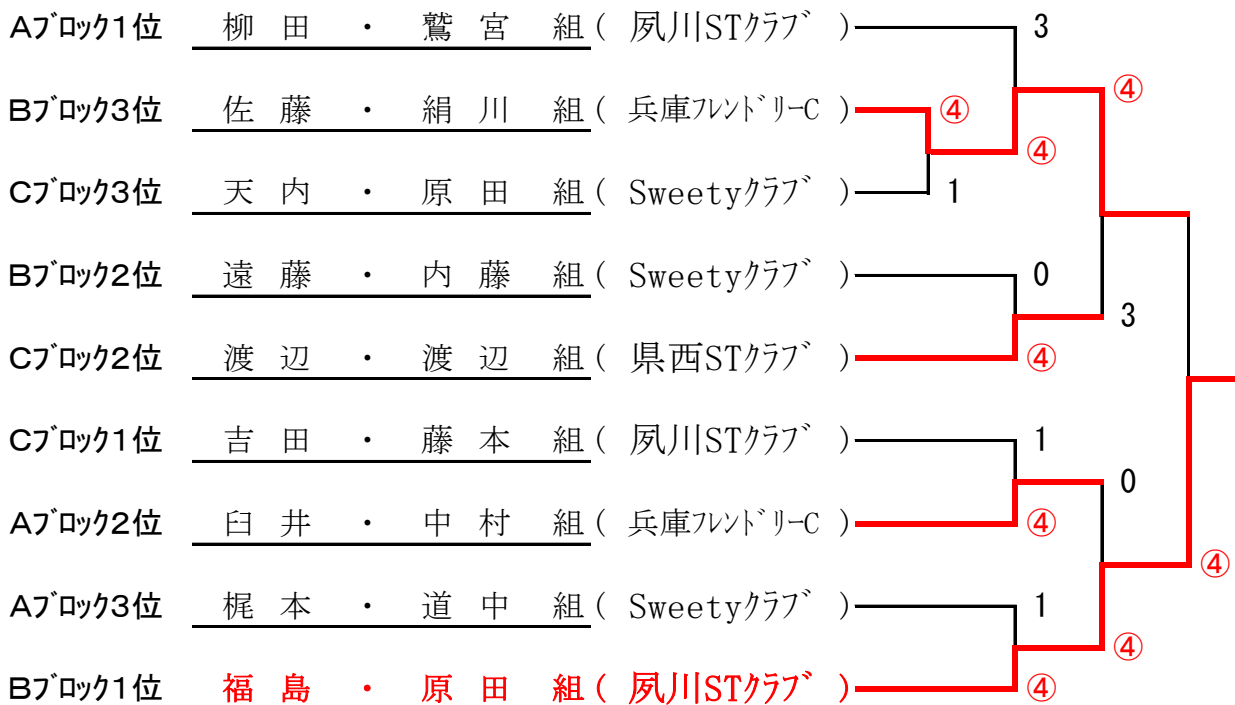 Aブロック1位 柳田・鷲宮 組( 夙川STクラブ ) 3
④
Bブロック3位 佐藤・絹川 組( 兵庫フレンドリーC ) ④
④
Cブロック3位 天内・原田 組( Sweetyクラブ ) 1
Bブロック2位 遠藤・内藤 組( Sweetyクラブ ) 0
3
Cブロック2位 渡辺・渡辺 組( 県西STクラブ ) ④
Cブロック1位 吉田・藤本 組( 夙川STクラブ ) 1
0
Aブロック2位 臼井・中村 組( 兵庫フレンドリーC ) ④
④
Aブロック3位 梶本・道中 組( Sweetyクラブ ) 1
④
Bブロック1位 福島・原田 組( 夙川STクラブ ) ④